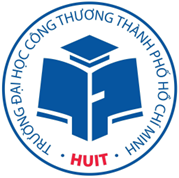 TRƯỜNG ĐẠI HỌC CÔNG THƯƠNG THÀNH PHỐ HỒ CHÍ MINH
HUIT